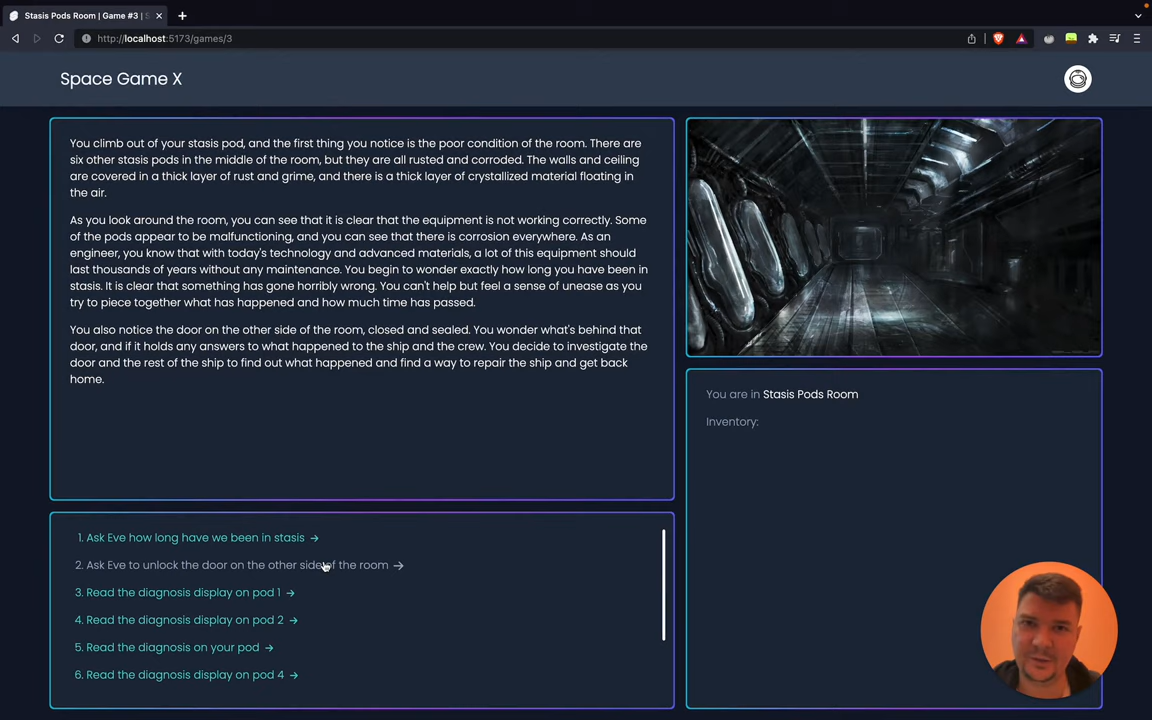 Stasis Pods Room | Game #3 | S
http://localhost:5173/games/3
Space Game X
You climb out of your stasis pod, and the first thing you notice is the poor condition of the room. There are
six other stasis pods in the middle of the room, but they are all rusted and corroded. The walls and ceiling
are covered in a thick layer of rust and grime, and there is a thick layer of crystallized material floating in
the air.
As you look around the room, you can see that it is clear that the equipment is not working correctly. Some
of the pods appear to be malfunctioning, and you can see that there is corrosion everywhere. As an
engineer, you know that with today's technology and advanced materials, a lot of this equipment should
last thousands of years without any maintenance. You begin to wonder exactly how long you have been in
stasis. It is clear that something has gone horribly wrong. You can't help but feel a sense of unease as you
try to piece together what has happened and how much time has passed.
You also notice the door on the other side of the room, closed and sealed. You wonder what's behind that
door, and if it holds any answers to what happened to the ship and the crew. You decide to investigate the
door and the rest of the ship to find out what happened and find a way to repair the ship and get back
home.
You are in Stasis Pods Room
Inventory:
1. Ask Eve how long have we been in stasis →
2. Ask Eve to unlock the door on the other side of the room →
3. Read the diagnosis display on pod 1 →
4. Read the diagnosis display on pod 2 →
5. Read the diagnosis on your pod →
6. Read the diagnosis display on pod 4 →